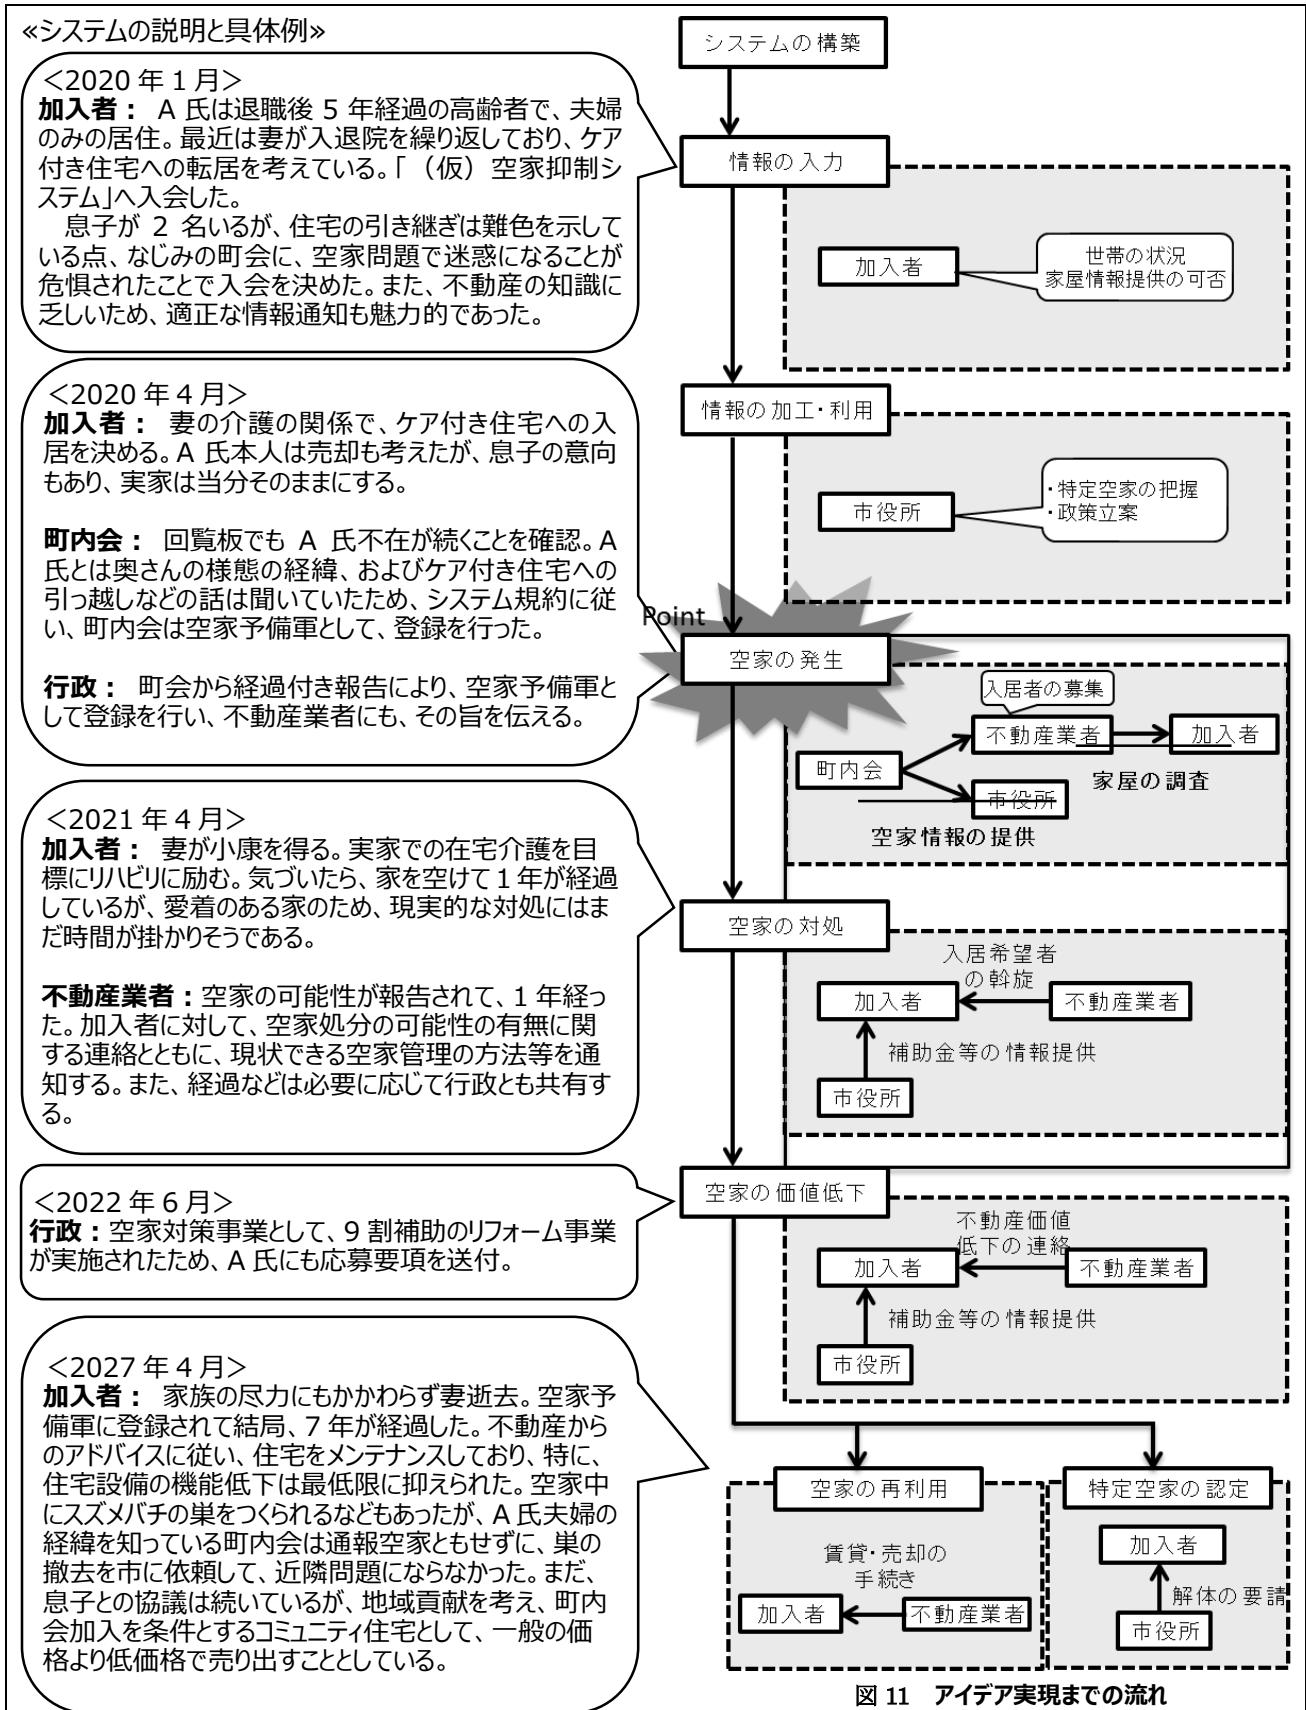 ≪システムの説明と具体例≫
＜2020 年 1 月＞
加入者： A 氏は退職後 5 年経過の高齢者で、夫婦
のみの居住。最近は妻が入退院を繰り返しており、ケア
付き住宅への転居を考えている。「（仮）空家抑制シ
ステム」へ入会した。
息子が 2 名いるが、住宅の引き継ぎは難色を示して
いる点、なじみの町会に、空家問題で迷惑になることが
危惧されたことで入会を決めた。また、不動産の知識に
乏しいため、適正な情報通知も魅力的であった。
＜2020 年 4 月＞
加入者： 妻の介護の関係で、ケア付き住宅への入
居を決める。A 氏本人は売却も考えたが、息子の意向
もあり、実家は当分そのままにする。
町内会： 回覧板でも A 氏不在が続くことを確認。A
氏とは奥さんの様態の経緯、およびケア付き住宅への
引っ越しなどの話は聞いていたため、システム規約に従
い、町内会は空家予備軍として、登録を行った。
行政： 町会から経過付き報告により、空家予備軍と
して登録を行い、不動産業者にも、その旨を伝える。
＜2021 年 4 月＞
加入者： 妻が小康を得る。実家での在宅介護を目
標にリハビリに励む。気づいたら、家を空けて 1 年が経過
しているが、愛着のある家のため、現実的な対処にはま
だ時間が掛かりそうである。
不動産業者：空家の可能性が報告されて、1 年経っ
た。加入者に対して、空家処分の可能性の有無に関
する連絡とともに、現状できる空家管理の方法等を通
知する。また、経過などは必要に応じて行政とも共有す
る。
＜2022 年 6 月＞
行政：空家対策事業として、9 割補助のリフォーム事業
が実施されたため、A 氏にも応募要項を送付。
＜2027 年 4 月＞
加入者： 家族の尽力にもかかわらず妻逝去。空家予
備軍に登録されて結局、7 年が経過した。不動産から
のアドバイスに従い、住宅をメンテナンスしており、特に、
住宅設備の機能低下は最低限に抑えられた。空家中
にスズメバチの巣をつくられるなどもあったが、A 氏夫婦の
経緯を知っている町内会は通報空家ともせずに、巣の
撤去を市に依頼して、近隣問題にならなかった。まだ、
息子との協議は続いているが、地域貢献を考え、町内
会加入を条件とするコミュニティ住宅として、一般の価
格より低価格で売り出すこととしている。
システムの構築
情報の入力
加入者
世帯の状況
家屋情報提供の可否
情報の加工・利用
市役所
・特定空家の把握
・政策立案
Point
空家の発生
入居者の募集
不動産業者
加入者
町内会
家屋の調査
市役所
空家情報の提供
空家の対処
入居希望者
の斡旋
加入者
不動産業者
補助金等の情報提供
市役所
空家の価値低下
不動産価値
低下の連絡
加入者
不動産業者
補助金等の情報提供
市役所
空家の再利用
賃貸・売却の
手続き
加入者
不動産業者
特定空家の認定
加入者
解体の要請
市役所
図 11 アイデア実現までの流れ